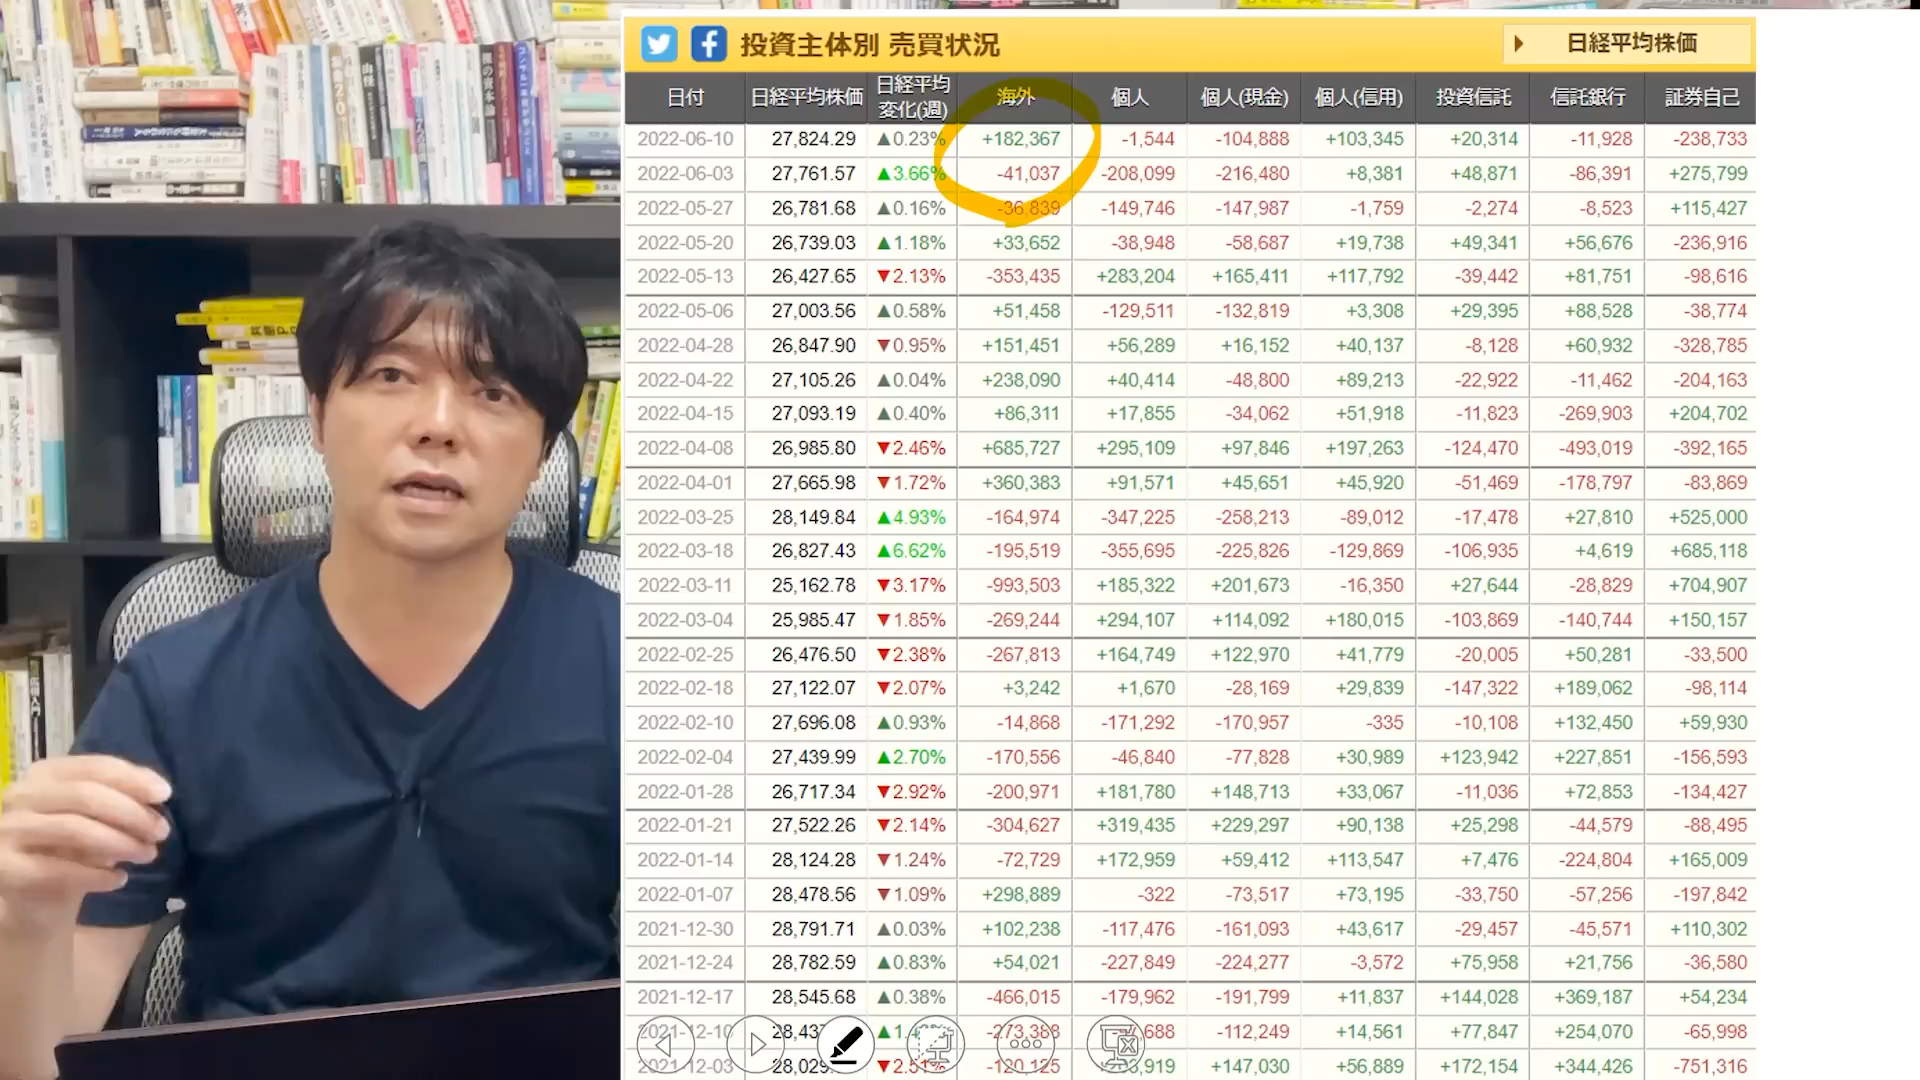 投資主体別 売買状況
日経平均株価
日付 日経平均株価 日経平均変化(週) 海外 個人 個人(現金) 個人(信用) 投資信託 信託銀行 証券自己
2022-06-10 27,824.29 ▲0.23% +182,367 -1,544 -104,888 +103,345 +20,314 -11,928 -238,733
2022-06-03 27,761.57 ▲3.66% -41,037 -208,099 -216,480 +8,381 +48,871 -86,391 +275,799
2022-05-27 26,781.68 ▲0.16% -36,839 -149,746 -147,987 -1,759 -2,274 -8,523 +115,427
2022-05-20 26,739.03 ▲1.18% +33,652 -38,948 -58,687 +19,738 +49,341 +56,676 -236,916
2022-05-13 26,427.65 ▼2.13% -353,435 +283,204 +165,411 +117,792 -39,442 +81,751 -98,616
2022-05-06 27,003.56 ▲0.58% +51,458 -129,511 -132,819 +3,308 +29,395 +88,528 -38,774
2022-04-28 26,847.90 ▼0.95% +151,451 +56,289 +16,152 +40,137 -8,128 +60,932 -328,785
2022-04-22 27,105.26 ▲0.04% +238,090 +40,414 -48,800 +89,213 -22,922 -11,462 -204,163
2022-04-15 27,093.19 ▲0.40% +86,311 +17,855 -34,062 +51,918 -11,823 -269,903 +204,702
2022-04-08 26,985.80 ▼2.46% +685,727 +295,109 +97,846 +197,263 -124,470 -493,019 -392,165
2022-04-01 27,665.98 ▼1.72% +360,383 +91,571 +45,651 +45,920 -51,469 -178,797 -83,869
2022-03-25 28,149.84 ▲4.93% -164,974 -347,225 -258,213 -89,012 -17,478 +27,810 +525,000
2022-03-18 26,827.43 ▲6.62% -195,519 -355,695 -225,826 -129,869 -106,935 +4,619 +685,118
2022-03-11 25,162.78 ▼3.17% -993,503 +185,322 +201,673 -16,350 +27,644 -28,829 +704,907
2022-03-04 25,985.47 ▼1.85% -269,244 +294,107 +114,092 +180,015 -103,869 -140,744 +150,157
2022-02-25 26,476.50 ▼2.38% -267,813 +164,749 +122,970 +41,779 -20,005 +50,281 -33,500
2022-02-18 27,122.07 ▼2.07% +3,242 +1,670 -28,169 +29,839 -147,322 +189,062 -98,114
2022-02-10 27,696.08 ▲0.93% -14,868 -171,292 -170,957 -335 -10,108 +132,450 +59,930
2022-02-04 27,439.99 ▲2.70% -170,556 -46,840 -77,828 +30,989 +123,942 +227,851 -156,593
2022-01-28 26,717.34 ▼2.92% -200,971 +181,780 +148,713 +33,067 -11,036 +72,853 -134,427
2022-01-21 27,522.26 ▼2.14% -304,627 +319,435 +229,297 +90,138 +25,298 -44,579 -88,495
2022-01-14 28,124.28 ▼1.24% -72,729 +172,959 +59,412 +113,547 +7,476 -224,804 +165,009
2022-01-07 28,478.56 ▼1.09% +298,889 -322 -73,517 +73,195 -33,750 -57,256 -197,842
2021-12-30 28,791.71 ▲0.03% +102,238 -117,476 -161,093 +43,617 -29,457 -45,571 +110,302
2021-12-24 28,782.59 ▲0.83% +54,021 -227,849 -224,277 -3,572 +75,958 +21,756 -36,580
2021-12-17 28,545.68 ▲0.38% -466,015 -179,962 -191,799 +11,837 +144,028 +369,187 +54,234
2021-12-10 -273,388 -112,249 +14,561 +77,847 +254,070 -65,998
2021-12-03 -120,125 +147,030 +56,889 +172,154 +344,426 -751,316